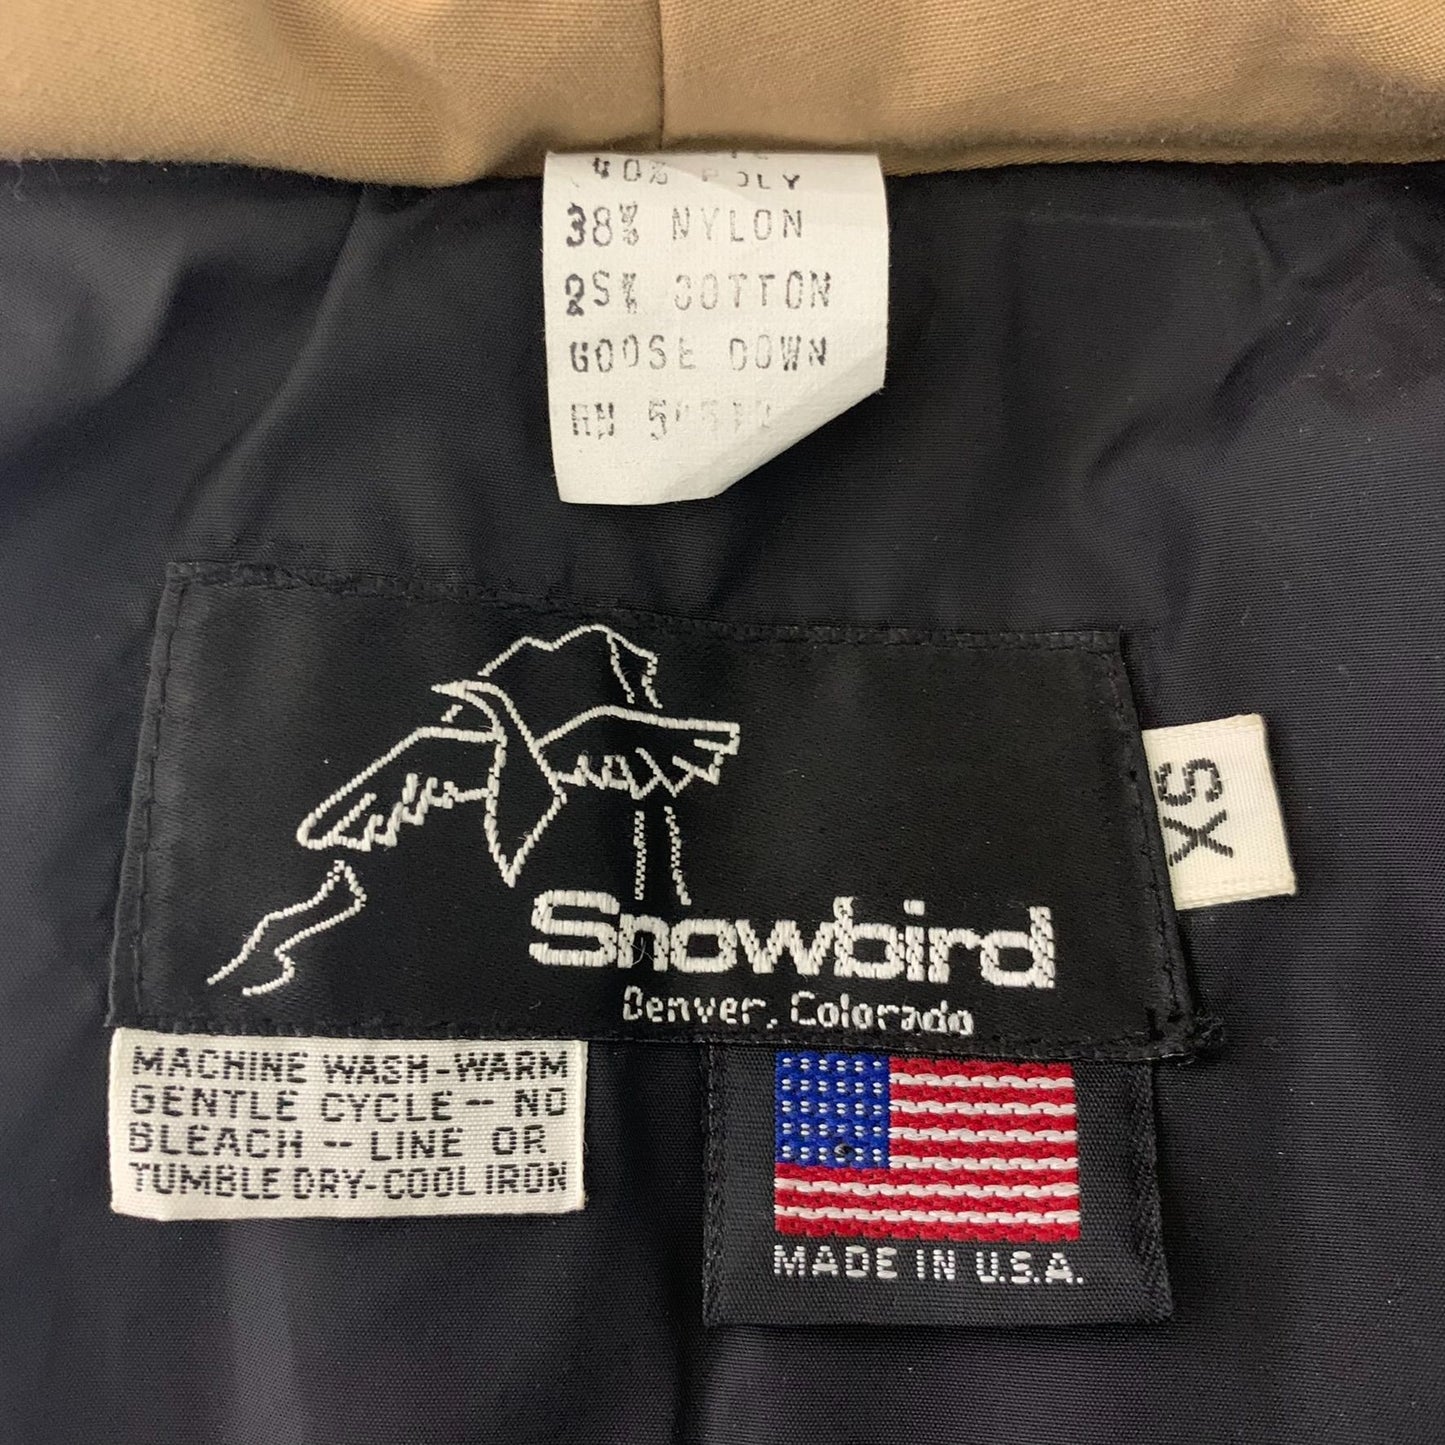 40% POLY
38% NYLON
25% COTTON
GOOSE DOWN
RN
XS
Snowbird
Denver, Colorado
MACHINE WASH-WARM
GENTLE CYCLE -- NO
BLEACH -- LINE OR
TUMBLE DRY-COOL IRON
MADE IN U.S.A.